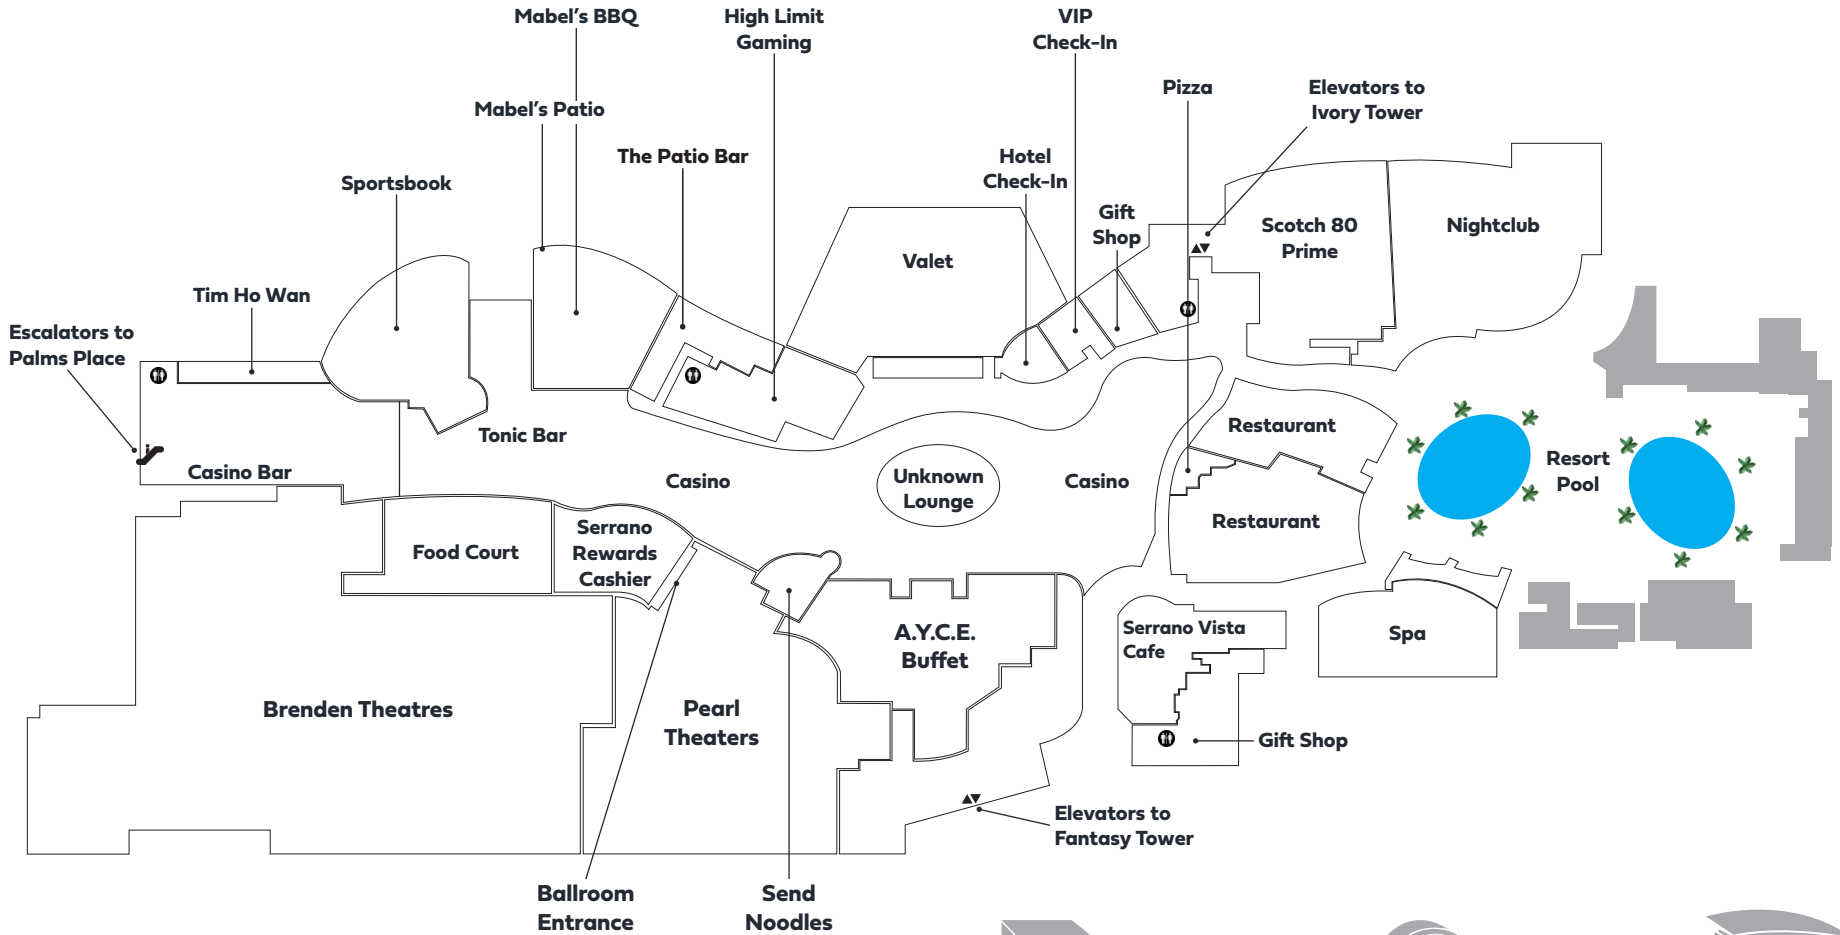 Mabel's BBQ
High Limit
Gaming
VIP
Check-In
Pizza
Elevators to
Ivory Tower
Mabel's Patio
The Patio Bar
Hotel
Check-In
Sportsbook
Gift
Shop
Scotch 80
Prime
Nightclub
Valet
Tim Ho Wan
Escalators to
Palms Place
Tonic Bar
Restaurant
Casino Bar
Casino
Unknown
Lounge
Casino
Resort
Pool
Restaurant
Food Court
Serrano
Rewards
Cashier
A.Y.C.E.
Buffet
Serrano Vista
Cafe
Spa
Brenden Theatres
Pearl
Theaters
Gift Shop
Elevators to
Fantasy Tower
Ballroom
Entrance
Send
Noodles